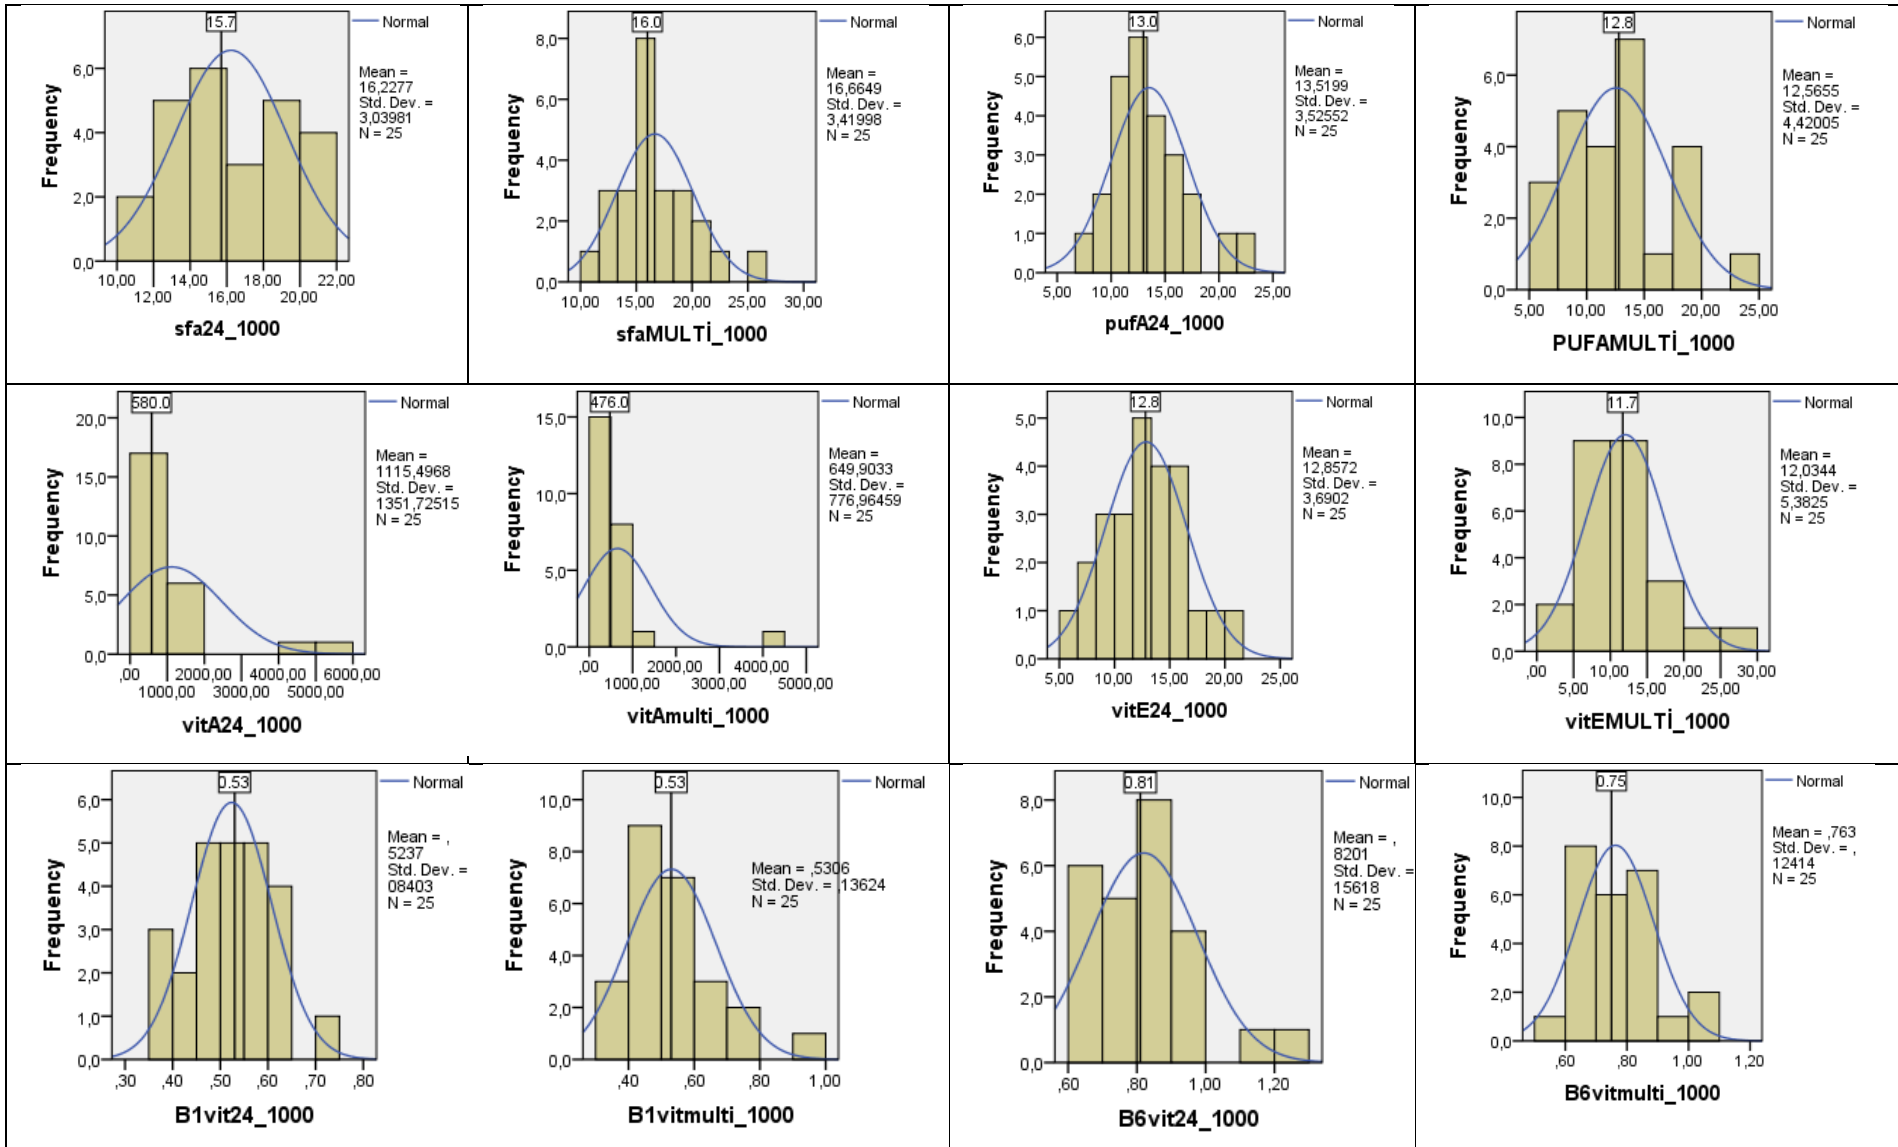 15.7
Normal
Frequency
6,0
4,0
2,0
0,0
Mean =
16,2277
Std. Dev. =
3,03981
N = 25
10,00 14,00 18,00 22,00
12,00 16,00 20,00
sfa24_1000
16.0
Normal
Frequency
8,0
6,0
4,0
2,0
0,0
Mean =
16,6649
Std. Dev. =
3,41998
N = 25
10,00 15,00 20,00 25,00 30,00
sfaMULTİ_1000
13.0
Normal
Frequency
6,0
5,0
4,0
3,0
2,0
1,0
0,0
Mean =
13,5199
Std. Dev. =
3,52552
N = 25
5,00 10,00 15,00 20,00 25,00
pufA24_1000
12.8
Normal
Frequency
6,0
4,0
2,0
0,0
Mean =
12,5655
Std. Dev. =
4,42005
N = 25
5,00 10,00 15,00 20,00 25,00
PUFAMULTİ_1000
580.0
Normal
Frequency
20,0
15,0
10,0
5,0
0,0
Mean =
1115,4968
Std. Dev. =
1351,72515
N = 25
,00 2000,00 4000,00 6000,00
1000,00 3000,00 5000,00
vitA24_1000
476.0
Normal
Frequency
15,0
10,0
5,0
0,0
Mean =
649,9033
Std. Dev. =
776,96459
N = 25
,00 2000,00 4000,00
1000,00 3000,00 5000,00
vitAmulti_1000
12.8
Normal
Frequency
5,0
4,0
3,0
2,0
1,0
0,0
Mean =
12,8572
Std. Dev. =
3,6902
N = 25
5,00 10,00 15,00 20,00 25,00
vitE24_1000
11.7
Normal
Frequency
10,0
8,0
6,0
4,0
2,0
0,0
Mean =
12,0344
Std. Dev. =
5,3825
N = 25
,00 10,00 20,00 30,00
5,00 15,00 25,00
vitEMULTİ_1000
0.53
Normal
Frequency
6,0
5,0
4,0
3,0
2,0
1,0
0,0
Mean = ,
5237
Std. Dev. =
08403
N = 25
,30 ,40 ,50 ,60 ,70 ,80
B1vit24_1000
0.53
Normal
Frequency
10,0
8,0
6,0
4,0
2,0
0,0
Mean = ,5306
Std. Dev. = ,13624
N = 25
,40 ,60 ,80 1,00
B1vitmulti_1000
0.81
Normal
Frequency
8,0
6,0
4,0
2,0
0,0
Mean = ,
8201
Std. Dev. =
15618
N = 25
,60 ,80 1,00 1,20
B6vit24_1000
0.75
Normal
Frequency
10,0
8,0
6,0
4,0
2,0
0,0
Mean = ,763
Std. Dev. = ,
12414
N = 25
,60 ,80 1,00 1,20
B6vitmulti_1000